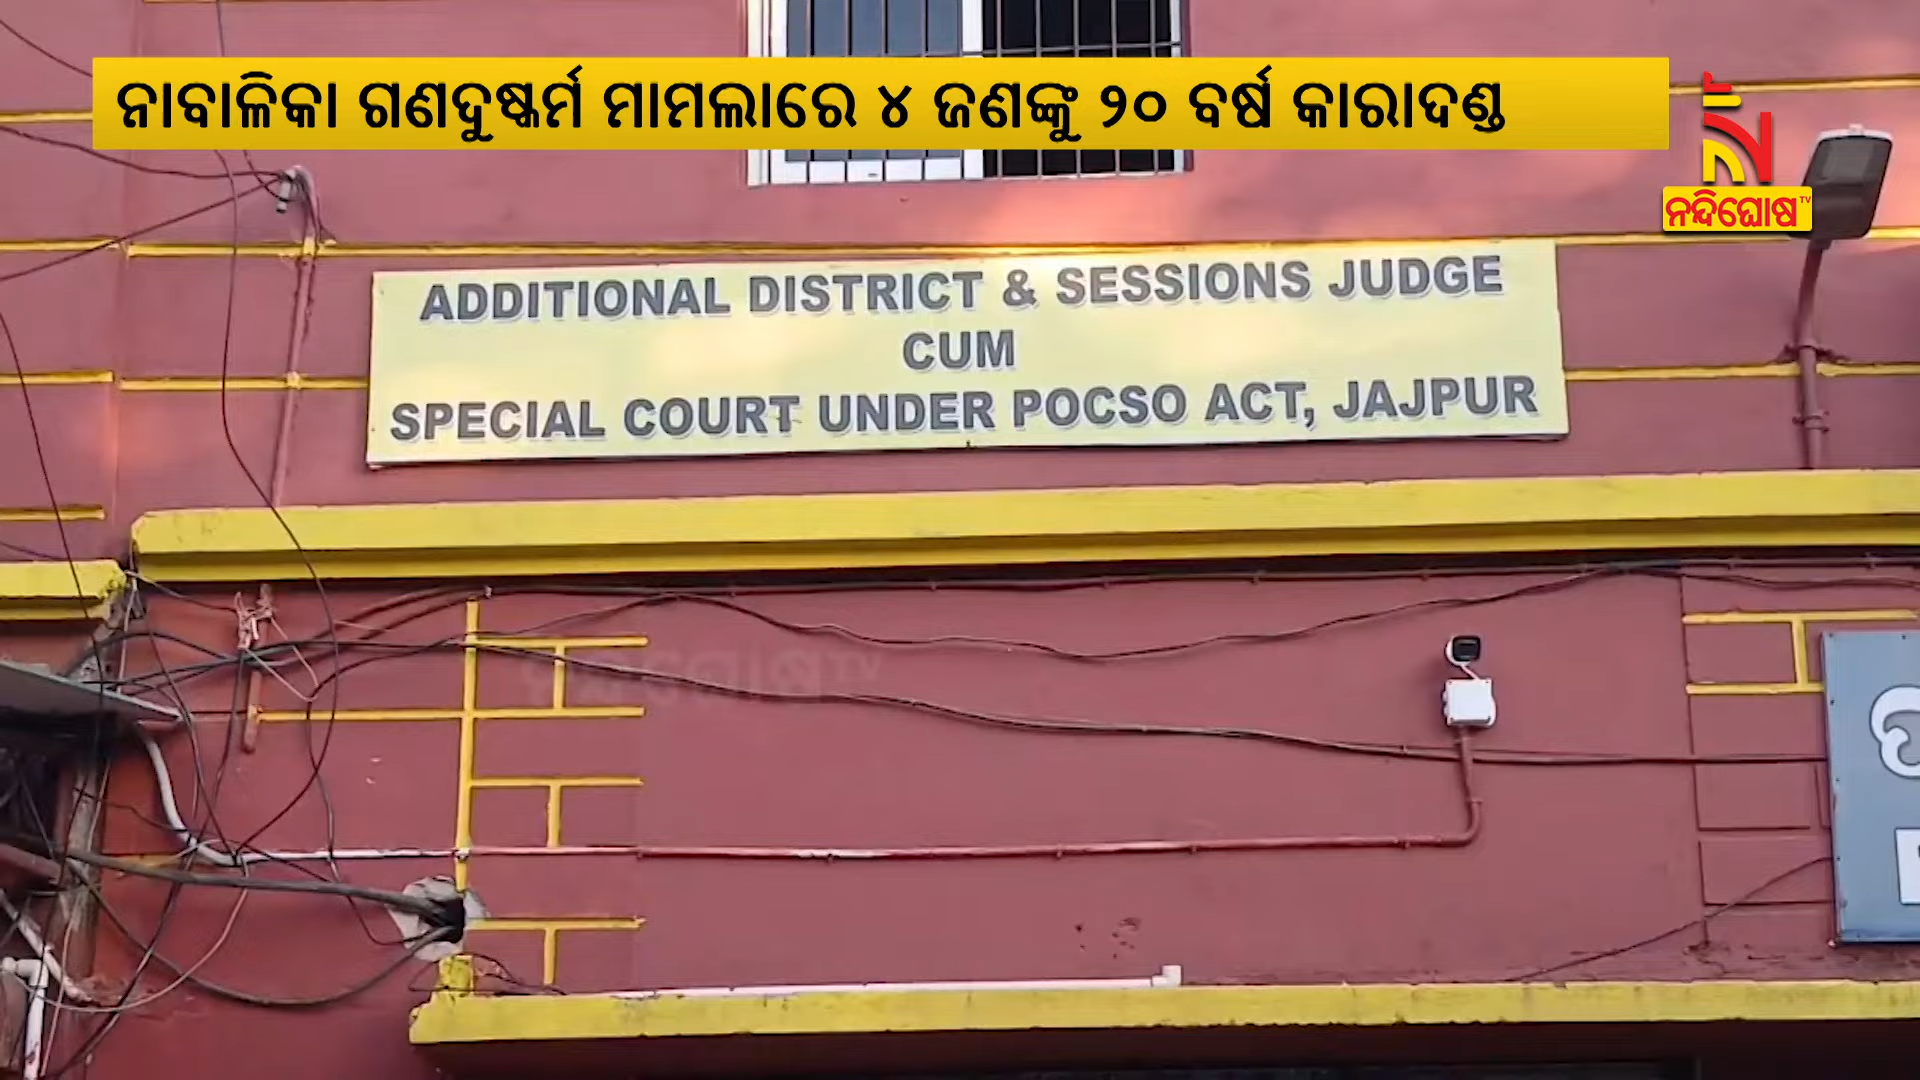 ନାବାଳିକା ଗଣଦୁଷ୍କର୍ମ ମାମଲାରେ ୪ ଜଣଙ୍କୁ ୨୦ ବର୍ଷ କାରାଦଣ୍ଡ
ନନ୍ଦିଘୋଷ TV
ADDITIONAL DISTRICT & SESSIONS JUDGE
CUM
SPECIAL COURT UNDER POCSO ACT, JAJPUR